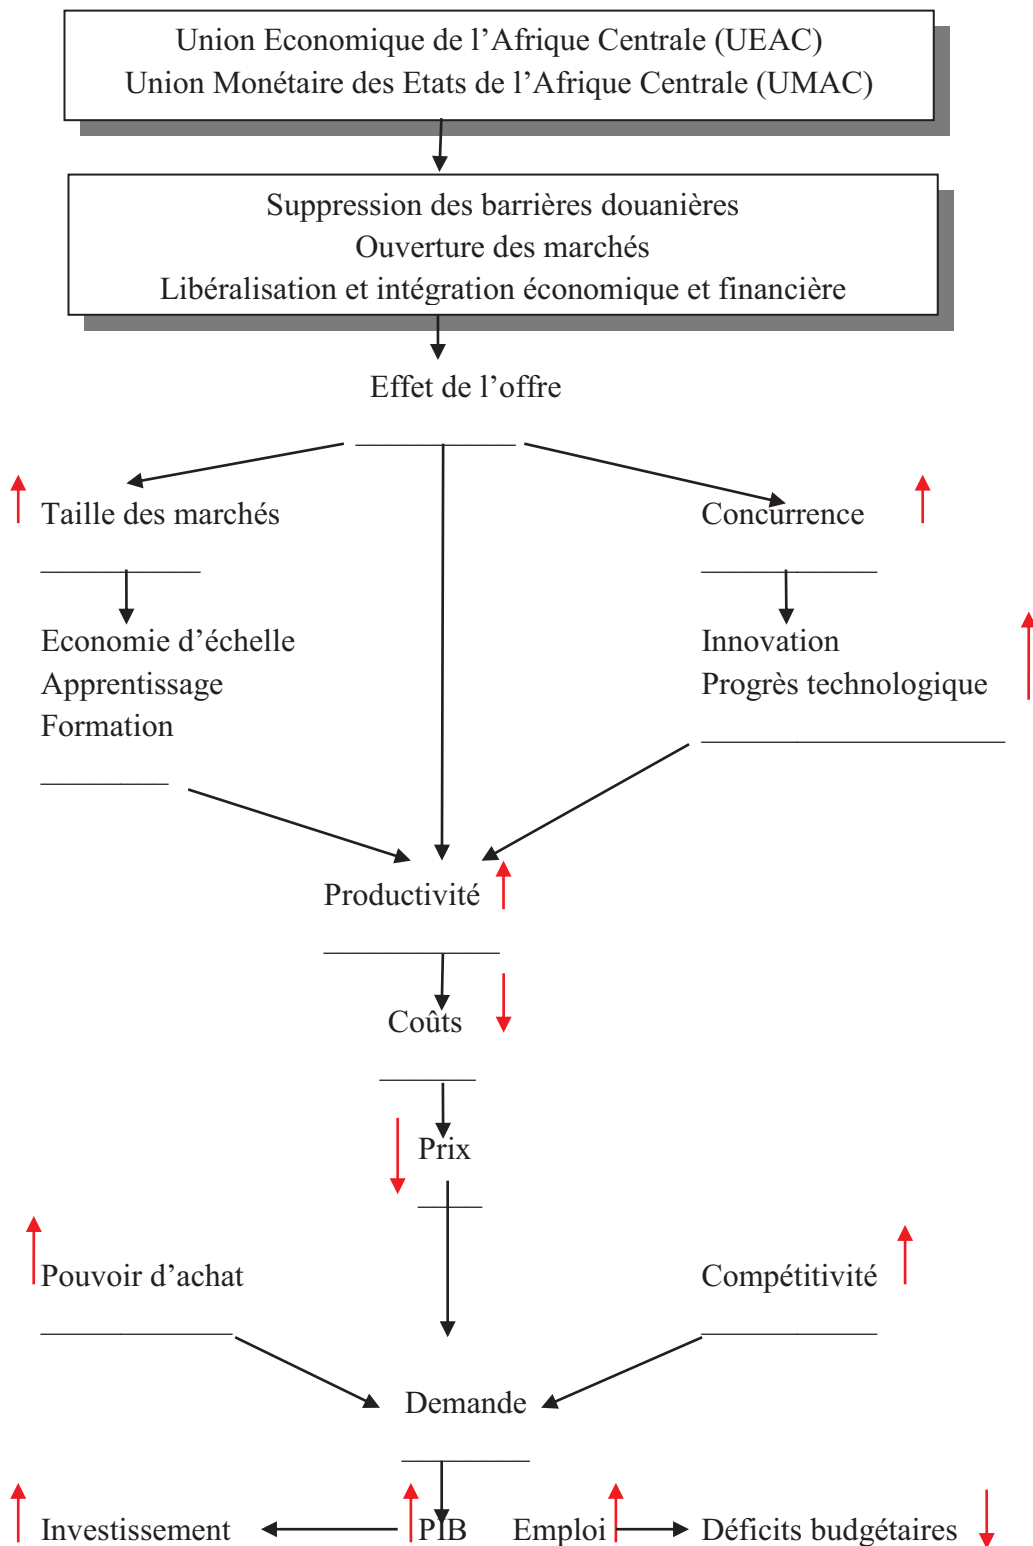 Union Economique de l’Afrique Centrale (UEAC)
Union Monétaire des Etats de l’Afrique Centrale (UMAC)
Suppression des barrières douanières
Ouverture des marchés
Libéralisation et intégration économique et financière
Effet de l’offre
Taille des marchés
Concurrence
Economie d’échelle
Apprentissage
Formation
Innovation
Progrès technologique
Productivité
Coûts
Prix
Pouvoir d’achat
Compétitivité
Demande
Investissement
PIB
Emploi
Déficits budgétaires